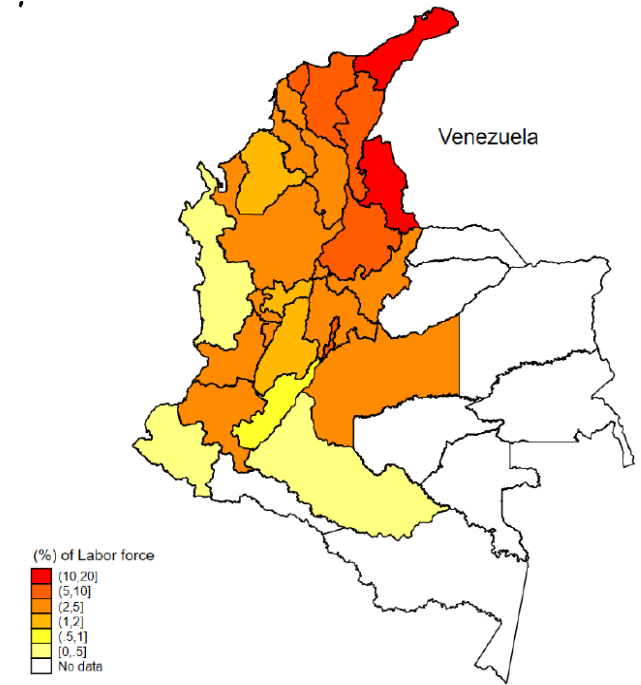 Venezuela
(%) of Labor force
(10,20]
(5,10]
(2,5]
(1,2]
(.5,1]
[0,.5]
No data